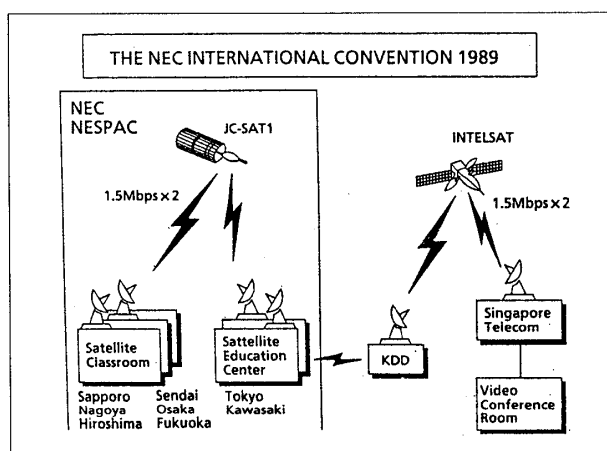 THE NEC INTERNATIONAL CONVENTION 1989
NEC
NESPAC
JC-SAT1
INTELSAT
1.5Mbps×2
1.5Mbps×2
Satellite
Classroom
Sattellite
Education
Center
KDD
Singapore
Telecom
Sapporo
Nagoya
Hiroshima
Sendai
Osaka
Fukuoka
Tokyo
Kawasaki
Video
Conference
Room